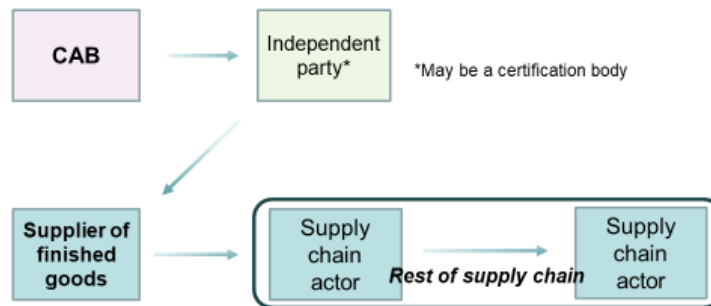 CAB
Independent
party*
*May be a certification body
Supplier of
finished
goods
Supply
chain
actor
Rest of supply chain
Supply
chain
actor